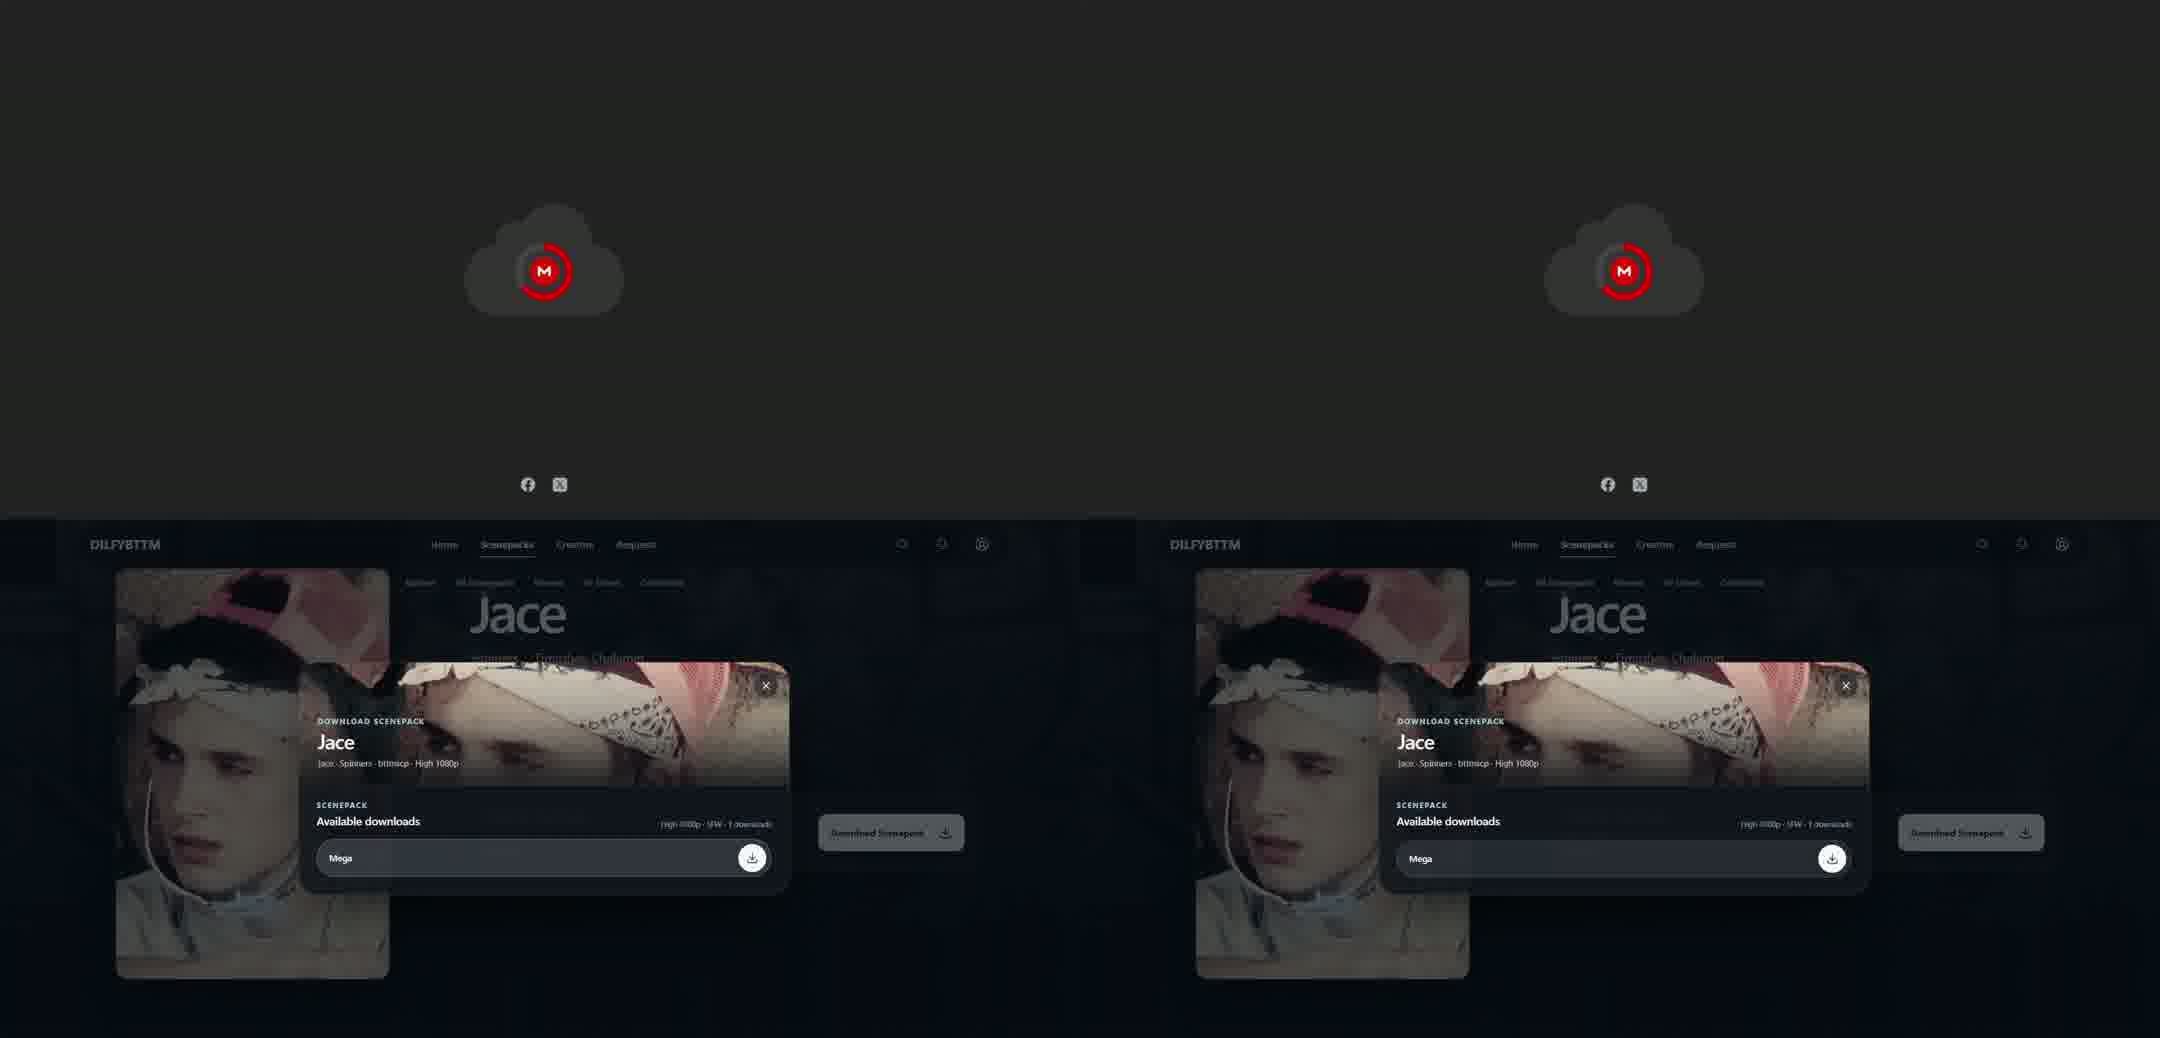 M
M
DILFYBTTM
Home Scenepacks Creators Requests
Jace
DOWNLOAD SCENEPACK
Jace
Jace · Spinners · bttmscp · High 1080p
SCENEPACK
Available downloads
High 1080p · SFW · 1 downloads
Mega
Download Scenepack
DILFYBTTM
Home Scenepacks Creators Requests
Jace
DOWNLOAD SCENEPACK
Jace
Jace · Spinners · bttmscp · High 1080p
SCENEPACK
Available downloads
High 1080p · SFW · 1 downloads
Mega
Download Scenepack